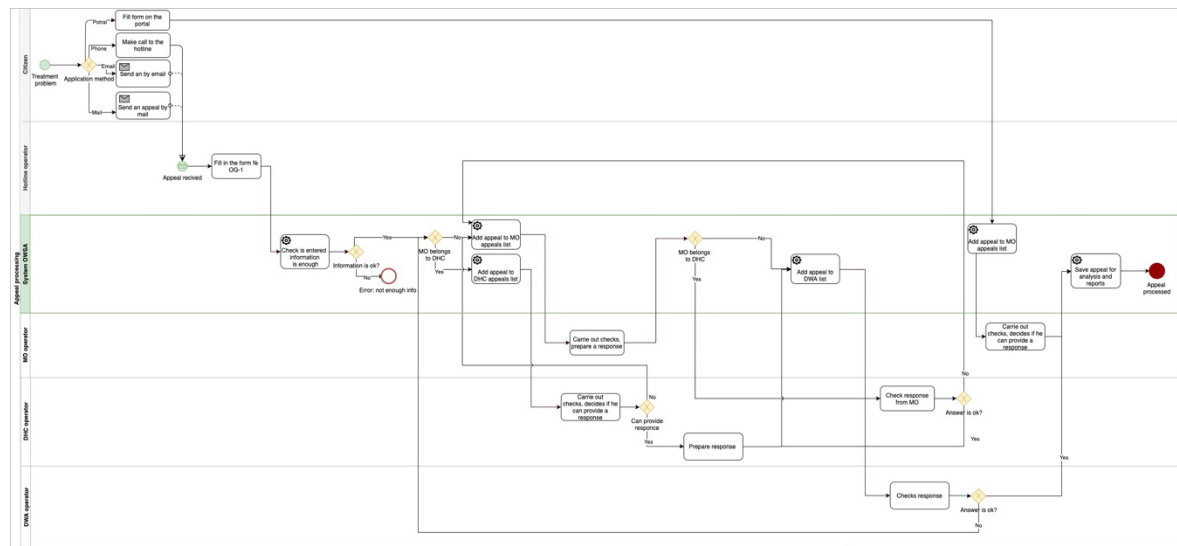 Appeal processing
Citizen
Treatment
problem
Application method
Potral
Phone
Email
Mail
Fill form on the
portal
Make call to the
hotline
Send an by email
Send an appeal by
mail
Hotline operator
Appeal recived
Fill in the form №
OG-1
System OWSA
Check is entered
information
is enough
Information is ok?
Yes
No
Error: not enough info
MO belongs
to DHC
No
Yes
Add appeal to MO
appeals list
Add appeal to
DHC appeals list
MO belongs
to DHC
No
Yes
Add appeal to
DWA list
Add appeal to MO
appeals list
Save appeal for
analysis and
reports
Appeal
processed
MO operator
Carrie out checks,
prepare a response
Carrie out
checks, decides if he
can provide a
response
DHC operator
Carrie out
checks, decides if he
can provide a
response
No
Can provide
responce
Yes
Prepare response
Check response
from MO
No
Answer is ok?
Yes
DWA operator
Checks response
Yes
Answer is ok?
No